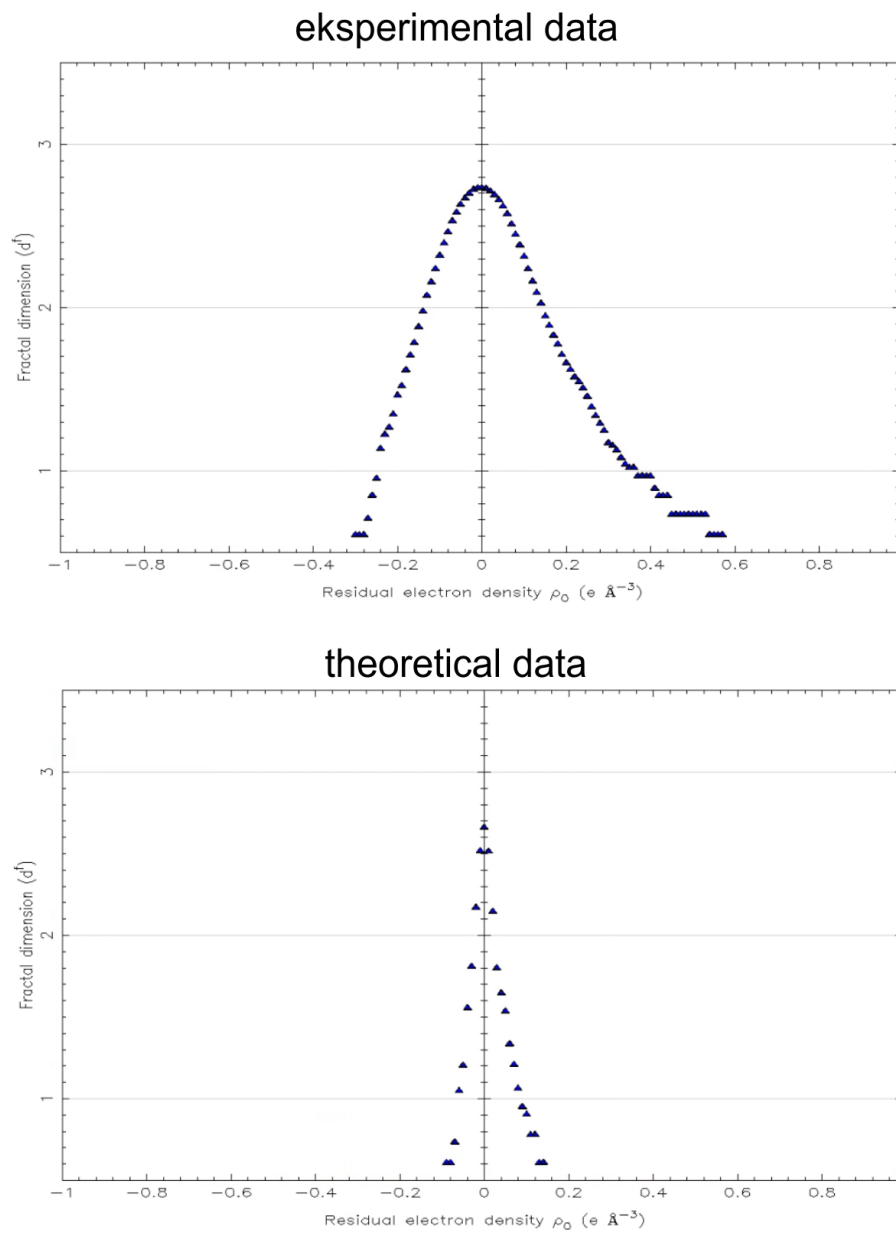 eksperimental data
3
2
1
Fractal dimension (dᶠ)
−1 −0.8 −0.6 −0.4 −0.2 0 0.2 0.4 0.6 0.8
Residual electron density ρ₀ (e Å⁻³)
theoretical data
3
2
1
Fractal dimension (dᶠ)
−1 −0.8 −0.6 −0.4 −0.2 0 0.2 0.4 0.6 0.8
Residual electron density ρ₀ (e Å⁻³)